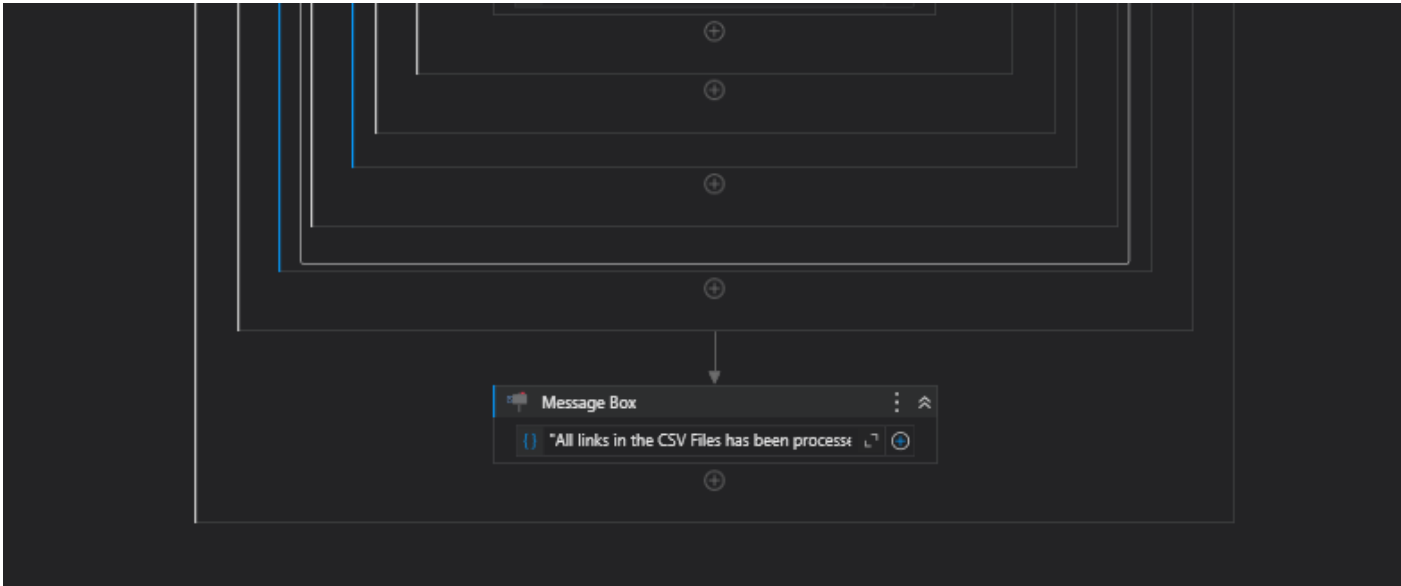 Message Box
{} "All links in the CSV Files has been processe